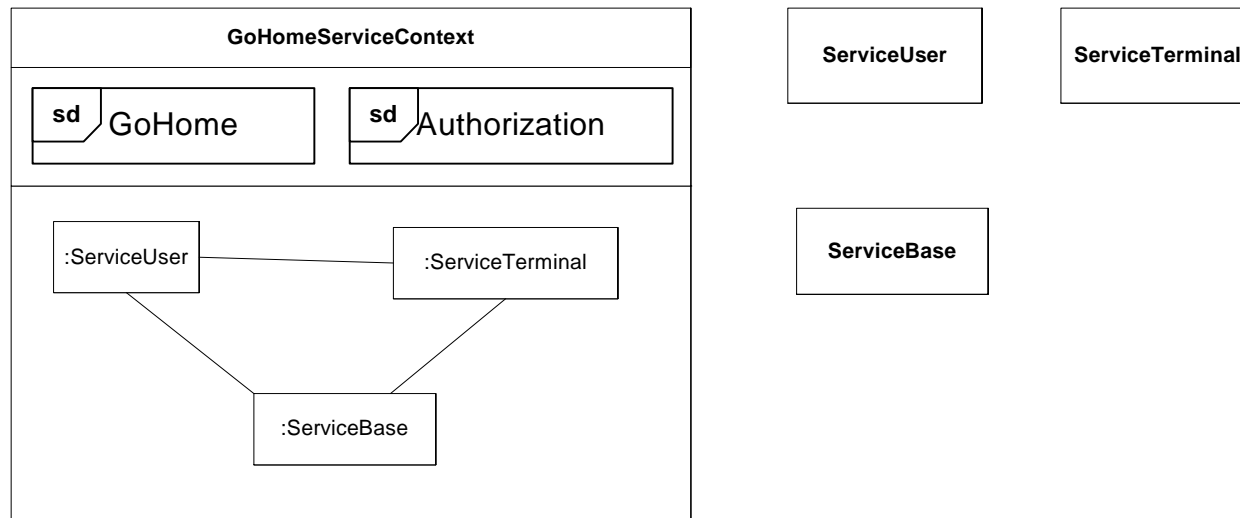 GoHomeServiceContext
sd GoHome
sd Authorization
:ServiceUser
:ServiceTerminal
:ServiceBase
ServiceUser
ServiceTerminal
ServiceBase